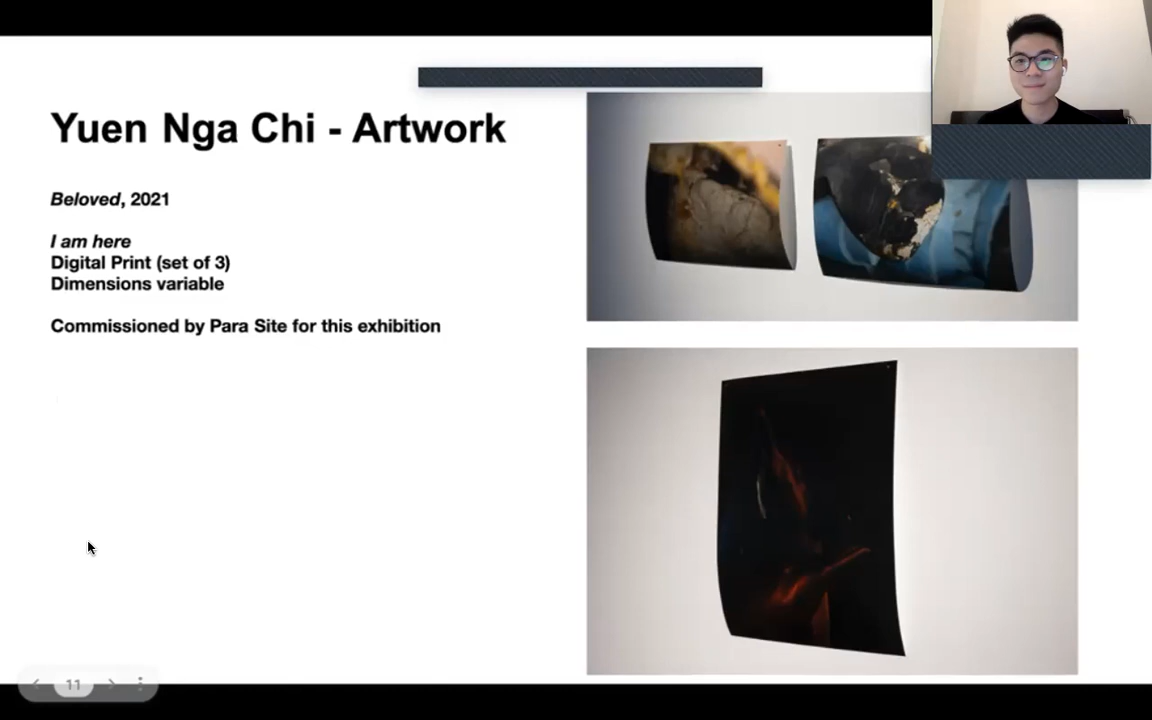 Yuen Nga Chi - Artwork
Beloved, 2021
I am here
Digital Print (set of 3)
Dimensions variable
Commissioned by Para Site for this exhibition
11